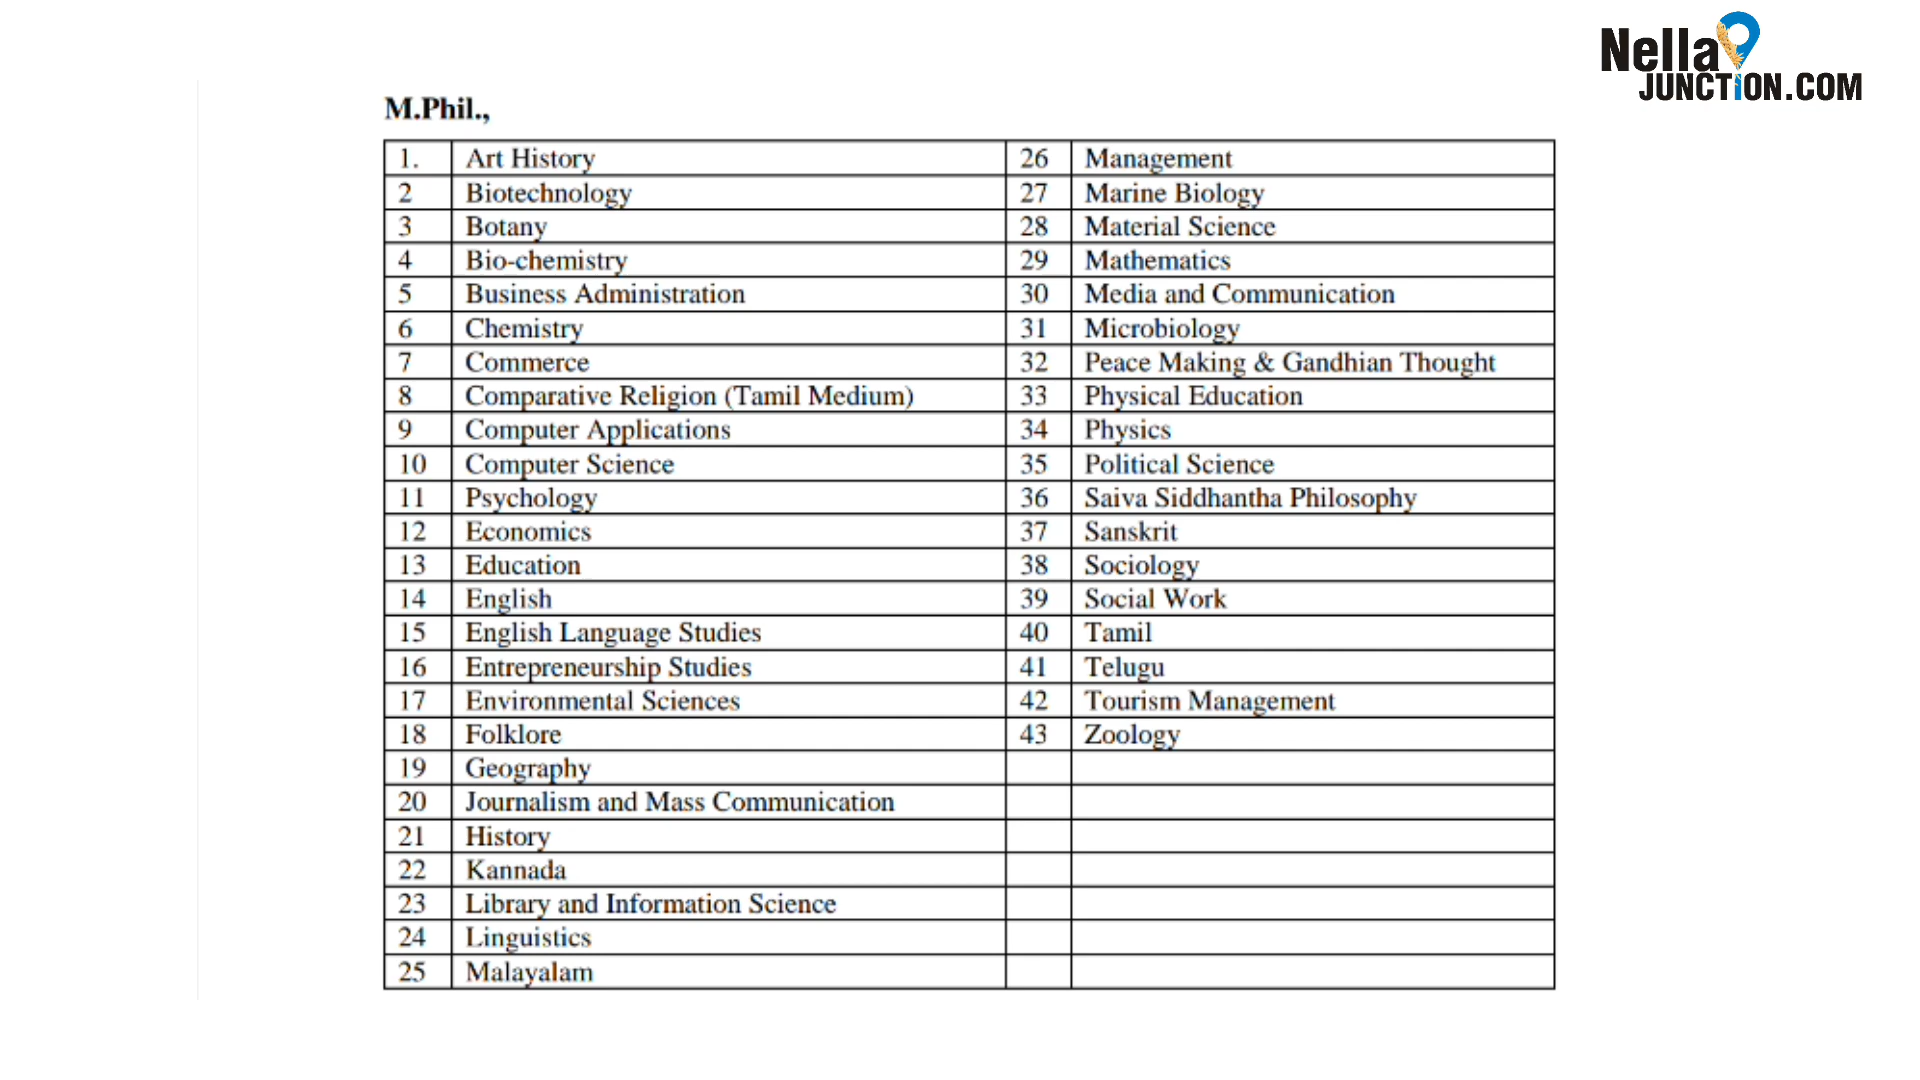 Nellai
JUNCTION.COM
M.Phil.,
1. Art History 26 Management
2 Biotechnology 27 Marine Biology
3 Botany 28 Material Science
4 Bio-chemistry 29 Mathematics
5 Business Administration 30 Media and Communication
6 Chemistry 31 Microbiology
7 Commerce 32 Peace Making & Gandhian Thought
8 Comparative Religion (Tamil Medium) 33 Physical Education
9 Computer Applications 34 Physics
10 Computer Science 35 Political Science
11 Psychology 36 Saiva Siddhantha Philosophy
12 Economics 37 Sanskrit
13 Education 38 Sociology
14 English 39 Social Work
15 English Language Studies 40 Tamil
16 Entrepreneurship Studies 41 Telugu
17 Environmental Sciences 42 Tourism Management
18 Folklore 43 Zoology
19 Geography
20 Journalism and Mass Communication
21 History
22 Kannada
23 Library and Information Science
24 Linguistics
25 Malayalam